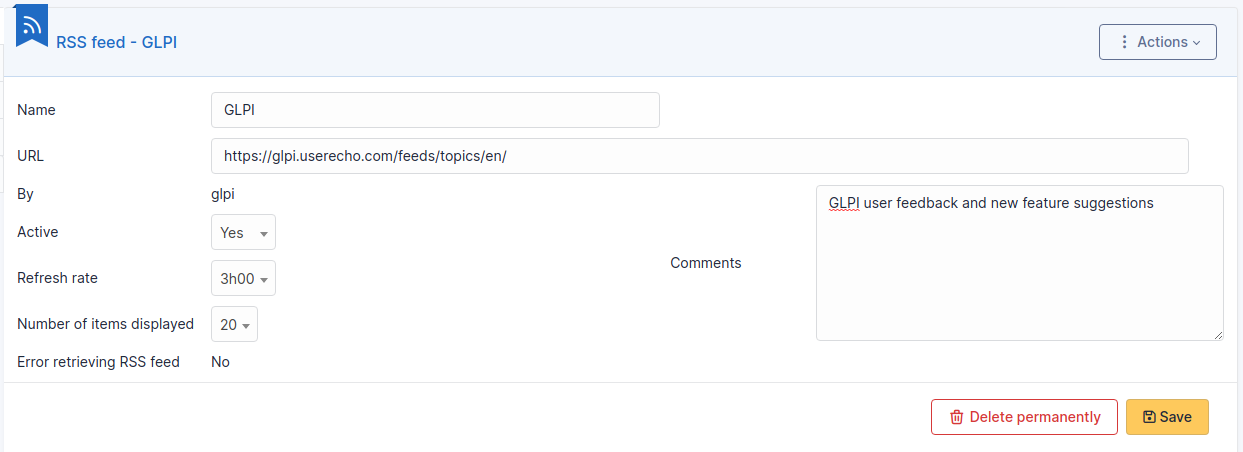 RSS feed - GLPI
Actions
Name
GLPI
URL
https://glpi.userecho.com/feeds/topics/en/
By
glpi
Active
Yes
Refresh rate
3h00
Number of items displayed
20
Error retrieving RSS feed
No
Comments
GLPI user feedback and new feature suggestions
Delete permanently
Save